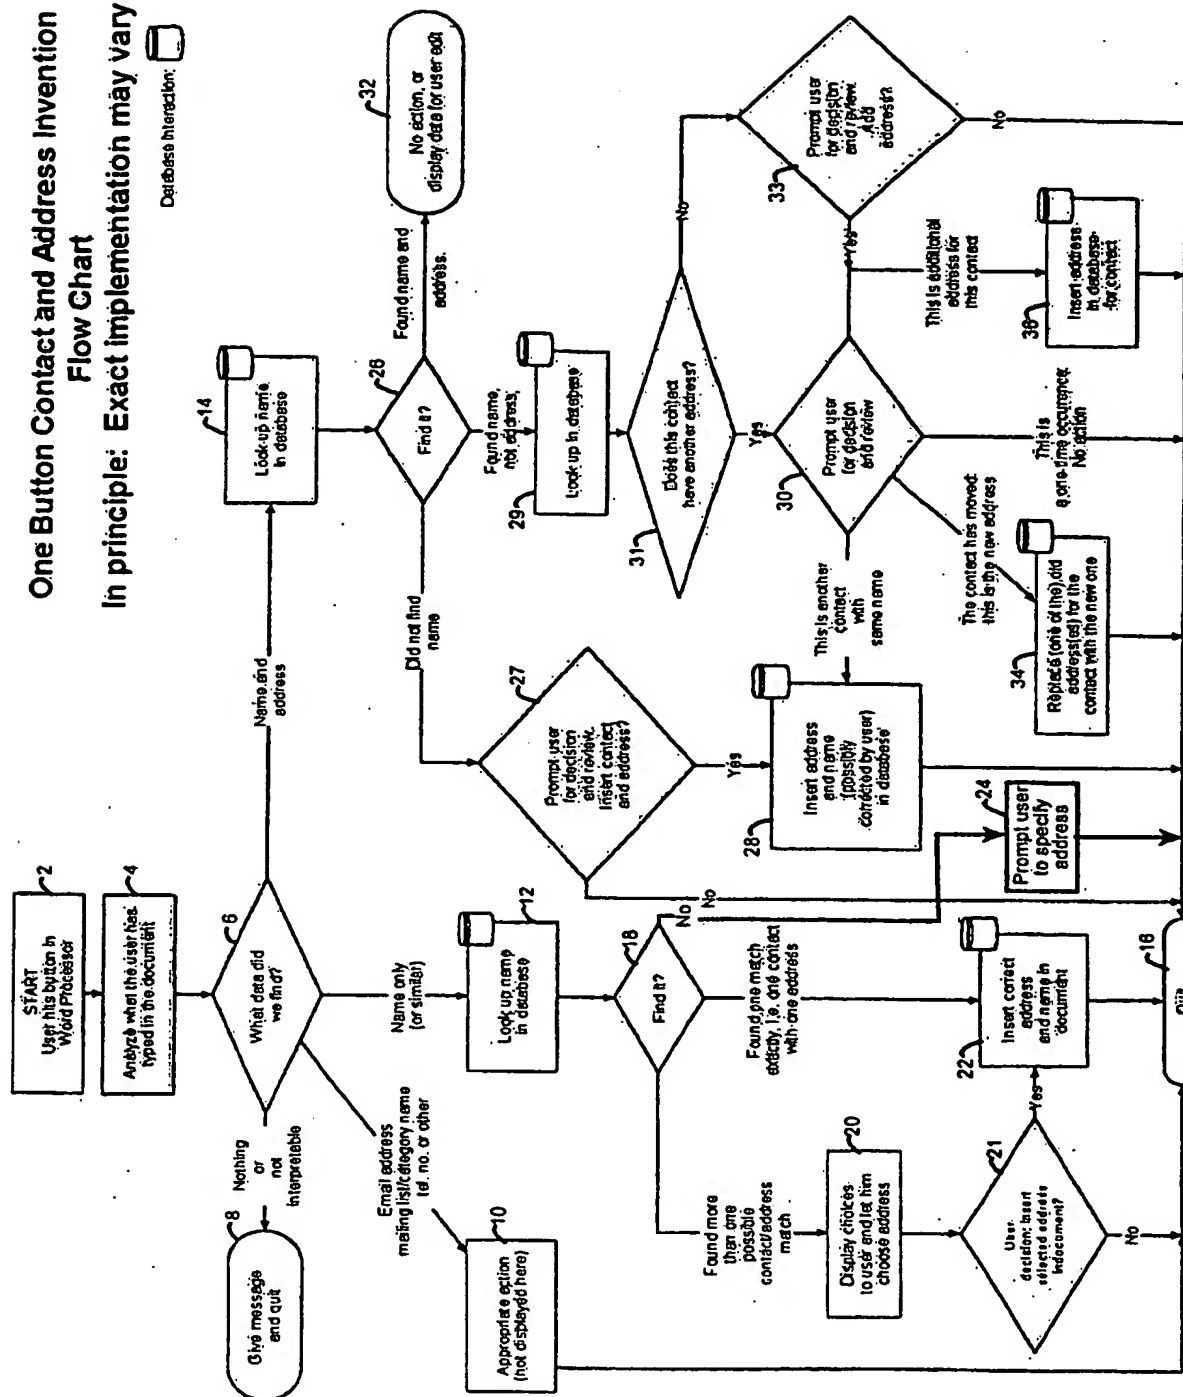 One Button Contact and Address Invention
Flow Chart
In principle: Exact implementation may vary
Database Interaction:
2
START
User hits button in
Word Processor
4
Analyze what the user has
typed in the document
6
What data did
we find?
Nothing
or
not
interpretable
8
Give message
and quit
Email address
mailing list/category name
tel. no. or other
10
Appropriate action
(not displayed here)
Name only
(or similar)
12
Look up name
in database
Name and
address
14
Look-up name
in database
18
Find it?
Found more
than one
possible
contact/address
match
20
Display choices
to user and let him
choose address
21
User
decision: Insert
selected address
in document?
Yes
No
Found one match
exactly, i.e. one contact
with one address
22
Insert correct
address
and name in
document
No
24
Prompt user
to specify
address
16
26
Find it?
Did not find
name
27
Prompt user
for decision
and review.
Insert contact
and address?
Yes
No
28
Insert address
and name
(possibly
corrected by user)
in database
Found name,
not address,
29
Look up in database
Found name and
address.
32
No action, or
display data for user edit
31
Does this contact
have another address?
Yes
No
30
Prompt user
for decision
and review
This is another
contact
with
same name
The contact has moved:
this is the new address
34
Replace (one of the) old
address(es) for the
contact with the new one
This is
a one-time occurrence.
No action
33
Prompt user
for decision
and review.
Add
address?
Yes
No
This is additional
address for
this contact
36
Insert address
in database
for contact